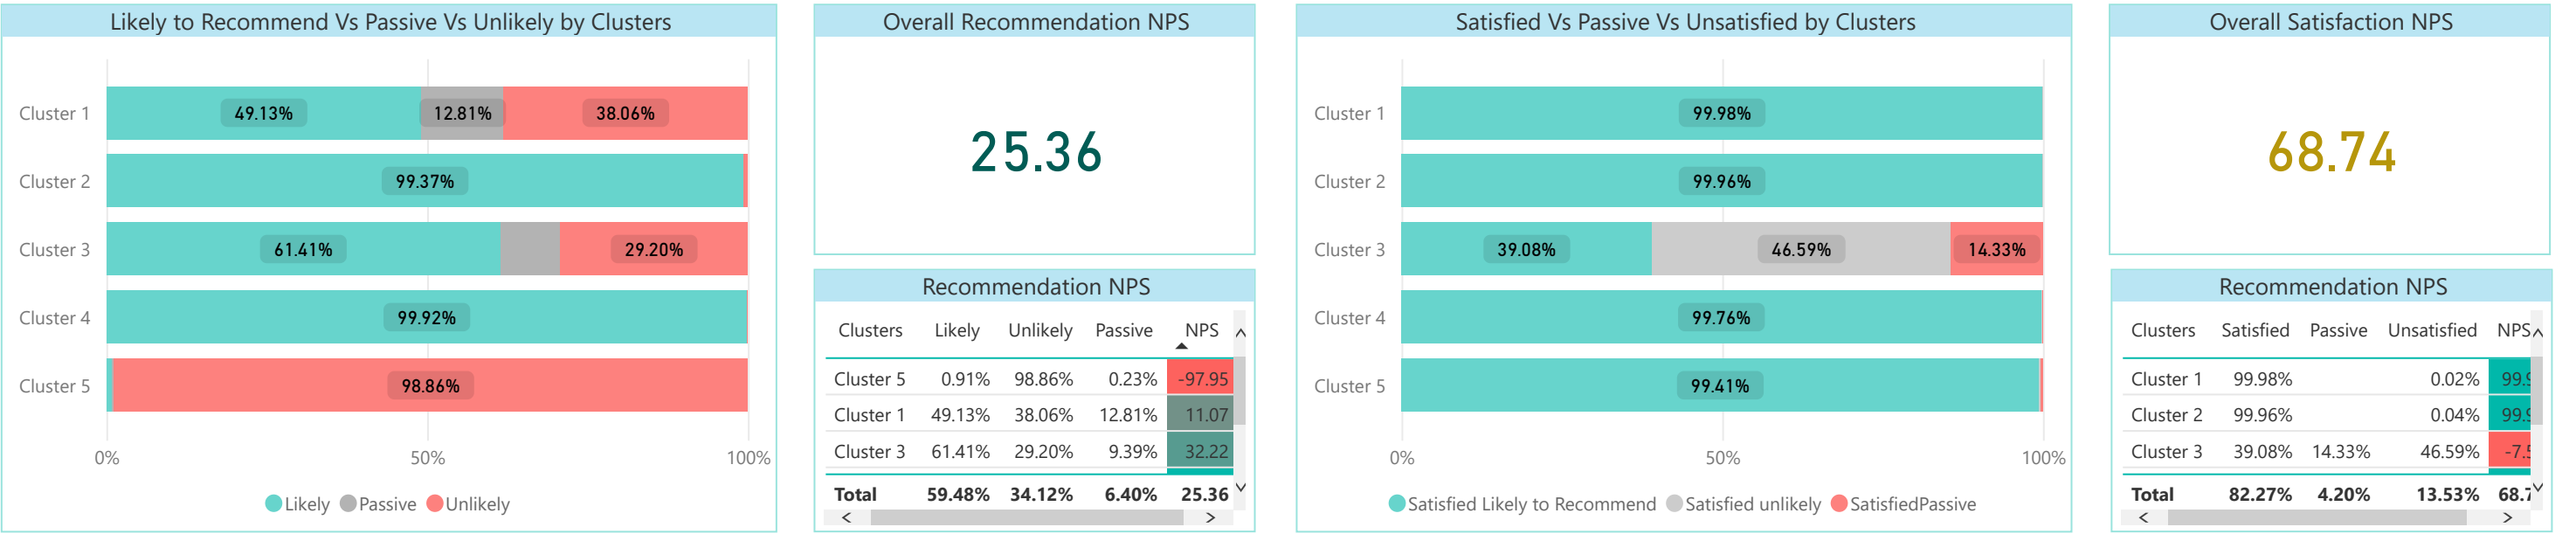 Likely to Recommend Vs Passive Vs Unlikely by Clusters
Cluster 1
49.13%
12.81%
38.06%
Cluster 2
99.37%
Cluster 3
61.41%
29.20%
Cluster 4
99.92%
Cluster 5
98.86%
0%
50%
100%
Likely Passive Unlikely
Overall Recommendation NPS
25.36
Recommendation NPS
Clusters Likely Unlikely Passive NPS
Cluster 5 0.91% 98.86% 0.23% -97.95
Cluster 1 49.13% 38.06% 12.81% 11.07
Cluster 3 61.41% 29.20% 9.39% 32.22
Total 59.48% 34.12% 6.40% 25.36
Satisfied Vs Passive Vs Unsatisfied by Clusters
Cluster 1
99.98%
Cluster 2
99.96%
Cluster 3
39.08%
46.59%
14.33%
Cluster 4
99.76%
Cluster 5
99.41%
0%
50%
100%
Satisfied Likely to Recommend Satisfied unlikely SatisfiedPassive
Overall Satisfaction NPS
68.74
Recommendation NPS
Clusters Satisfied Passive Unsatisfied NPS
Cluster 1 99.98% 0.02%
Cluster 2 99.96% 0.04%
Cluster 3 39.08% 14.33% 46.59%
Total 82.27% 4.20% 13.53%